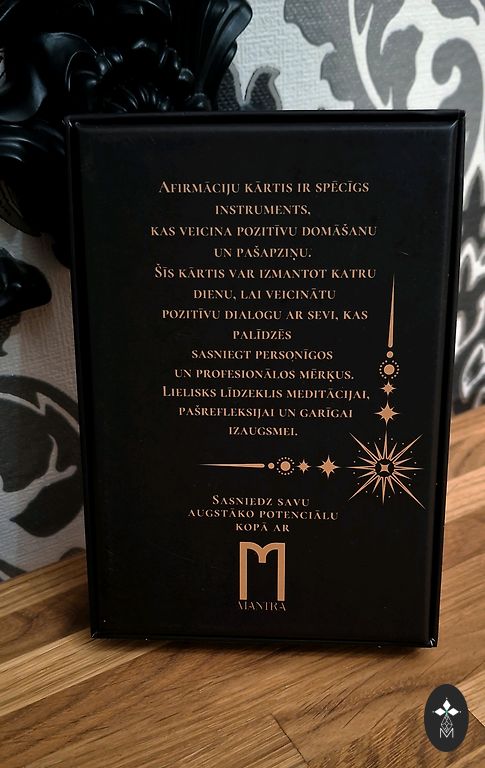 Afirmāciju kārtis ir spēcīgs
instruments,
kas veicina pozitīvu domāšanu
un pašapziņu.
Šīs kārtis var izmantot katru
dienu, lai veicinātu
pozitīvu dialogu ar sevi, kas
palīdzēs
sasniegt personīgos
un profesionālos mērķus.
Lielisks līdzeklis meditācijai,
pašrefleksijai un garīgai
izaugsmei.
Sasniedz savu
augstāko potenciālu
kopā ar
M
MANTRA
M